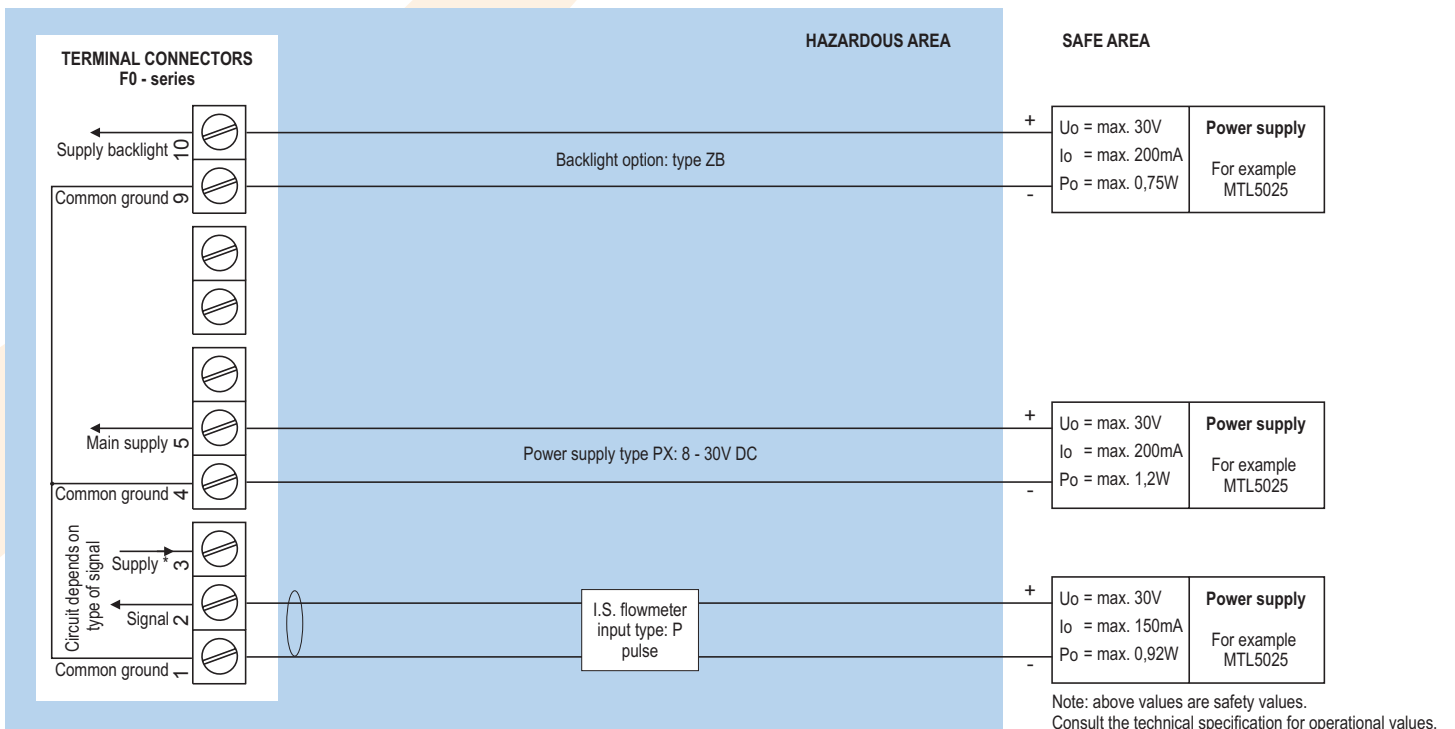 HAZARDOUS AREA
SAFE AREA
TERMINAL CONNECTORS
F0 - series
Supply backlight
10
Common ground
9
Backlight option: type ZB
+
-
Uo = max. 30V
Io = max. 200mA
Po = max. 0,75W
Power supply
For example
MTL5025
Main supply
5
Common ground
4
Power supply type PX: 8 - 30V DC
+
-
Uo = max. 30V
Io = max. 200mA
Po = max. 1,2W
Power supply
For example
MTL5025
Circuit depends on
type of signal
Supply *
3
Signal
2
Common ground
1
I.S. flowmeter
input type: P
pulse
+
-
Uo = max. 30V
Io = max. 150mA
Po = max. 0,92W
Power supply
For example
MTL5025
Note: above values are safety values.
Consult the technical specification for operational values.